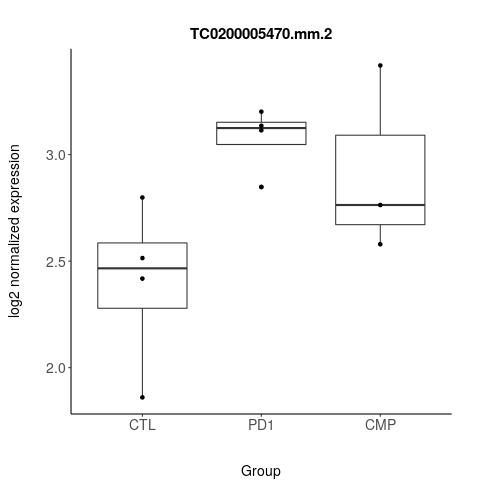 TC0200005470.mm.2
log2 normalized expression
3.0
2.5
2.0
CTL PD1 CMP
Group